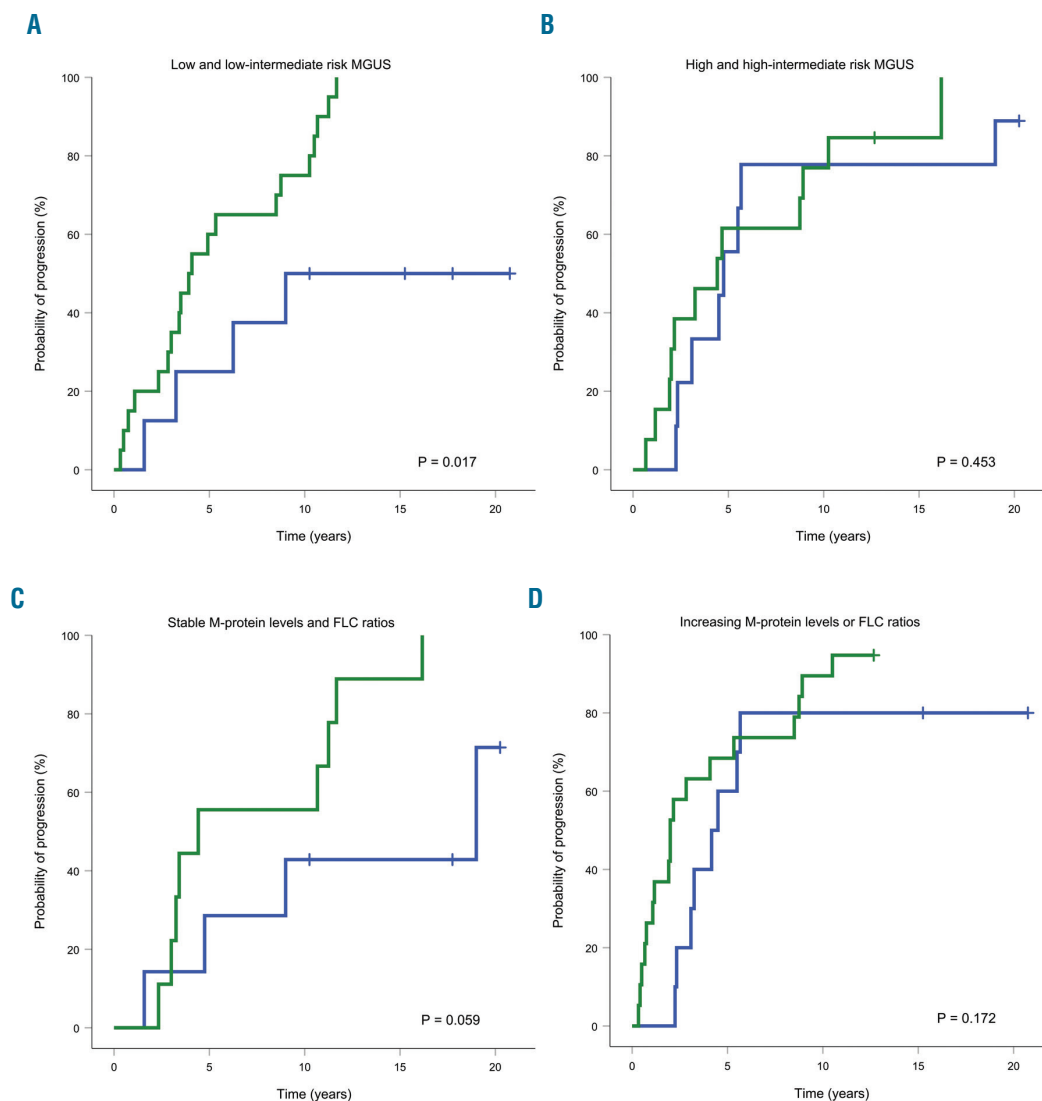 A
Low and low-intermediate risk MGUS
Probability of progression (%)
100
80
60
40
20
0
P = 0.017
0 5 10 15 20
Time (years)
B
High and high-intermediate risk MGUS
Probability of progression (%)
100
80
60
40
20
0
P = 0.453
0 5 10 15 20
Time (years)
C
Stable M-protein levels and FLC ratios
Probability of progression (%)
100
80
60
40
20
0
P = 0.059
0 5 10 15 20
Time (years)
D
Increasing M-protein levels or FLC ratios
Probability of progression (%)
100
80
60
40
20
0
P = 0.172
0 5 10 15 20
Time (years)